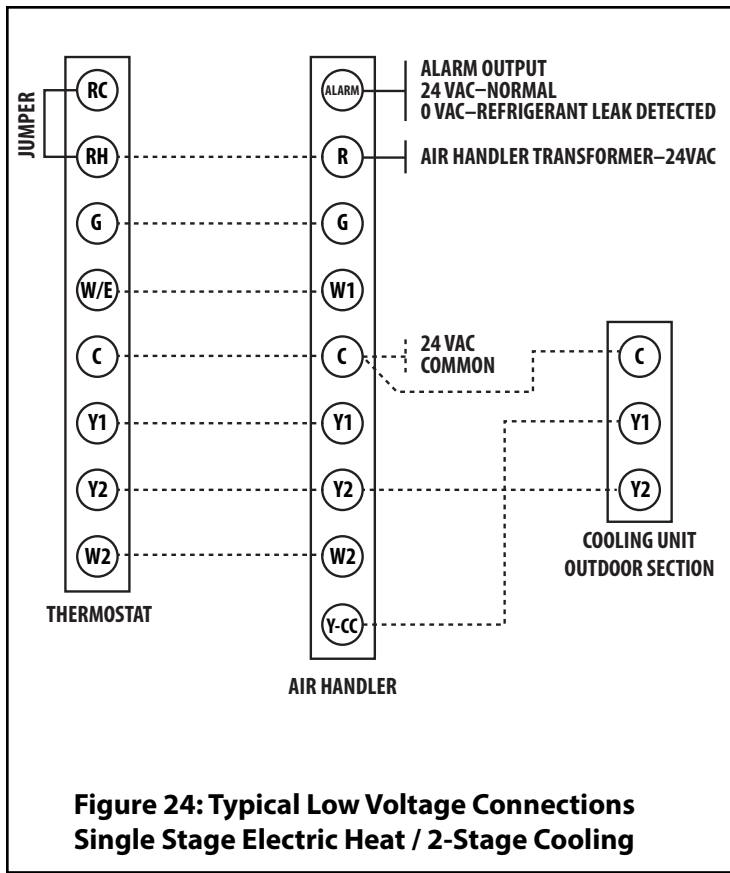 JUMPER
RC
RH
G
W/E
C
Y1
Y2
W2
THERMOSTAT
ALARM
R
G
W1
C
Y1
Y2
W2
Y-CC
AIR HANDLER
ALARM OUTPUT
24 VAC–NORMAL
0 VAC–REFRIGERANT LEAK DETECTED
AIR HANDLER TRANSFORMER–24VAC
24 VAC
COMMON
C
Y1
Y2
COOLING UNIT
OUTDOOR SECTION
Figure 24: Typical Low Voltage Connections
Single Stage Electric Heat / 2-Stage Cooling